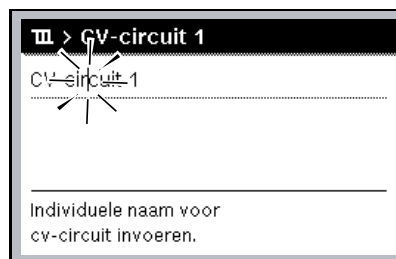 > CV-circuit 1
CV-circuit 1
Individuele naam voor
cv-circuit invoeren.